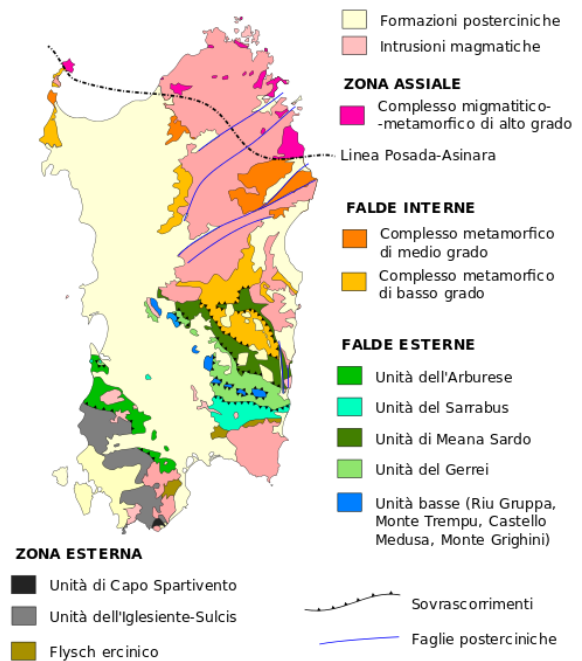 Formazioni posterciniche
Intrusioni magmatiche
ZONA ASSIALE
Complesso migmatitico-
-metamorfico di alto grado
Linea Posada-Asinara
FALDE INTERNE
Complesso metamorfico
di medio grado
Complesso metamorfico
di basso grado
FALDE ESTERNE
Unità dell'Arburese
Unità del Sarrabus
Unità di Meana Sardo
Unità del Gerrei
Unità basse (Riu Gruppa,
Monte Trempu, Castello
Medusa, Monte Grighini)
ZONA ESTERNA
Unità di Capo Spartivento
Unità dell'Iglesiente-Sulcis
Flysch ercinico
Sovrascorrimenti
Faglie posterciniche